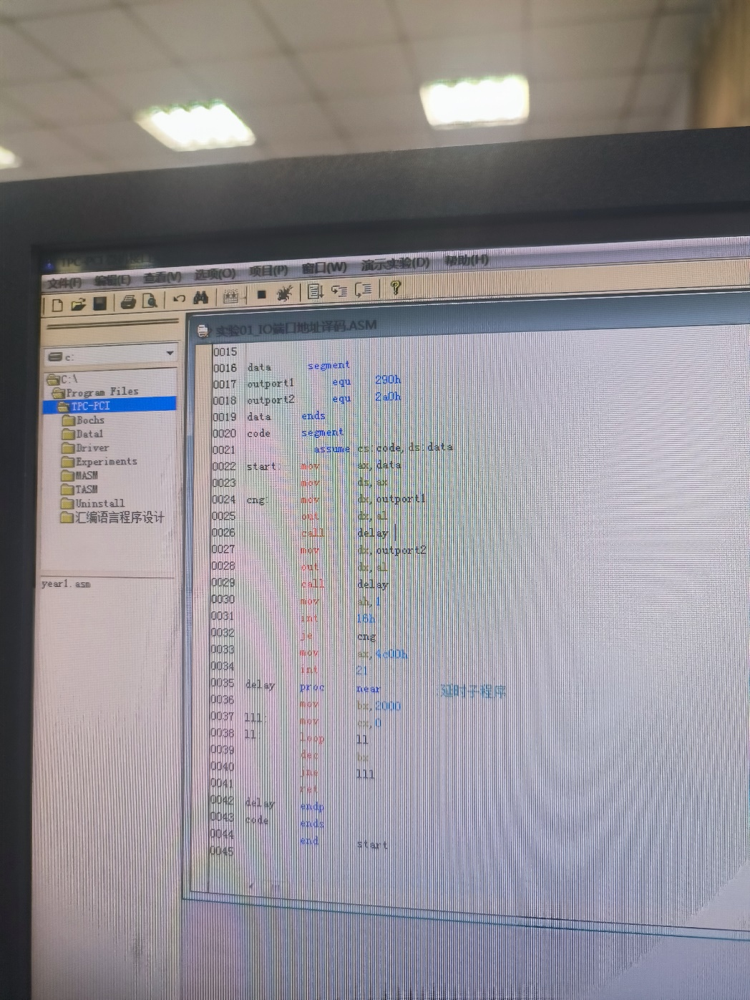 文件(F) 编辑(E) 查看(V) 选项(O) 项目(P) 窗口(W) 演示实验(D) 帮助(H)
实验01_IO端口地址译码.ASM
c:
C:\
Program Files
TPC-PCI
Bochs
Data1
Driver
Experiments
MASM
TASM
Uninstall
汇编语言程序设计
year1.asm
0015
0016 data segment
0017 outport1 equ 290h
0018 outport2 equ 2a0h
0019 data ends
0020 code segment
0021 assume cs:code,ds:data
0022 start: mov ax,data
0023 mov ds,ax
0024 cng: mov dx,outport1
0025 out dx,al
0026 call delay
0027 mov dx,outport2
0028 out dx,al
0029 call delay
0030 mov ah,1
0031 int 16h
0032 je cng
0033 mov ax,4c00h
0034 int 21
0035 delay proc near ;延时子程序
0036 mov bx,2000
0037 lll: mov cx,0
0038 ll: loop ll
0039 dec bx
0040 jne lll
0041 ret
0042 delay endp
0043 code ends
0044 end start
0045